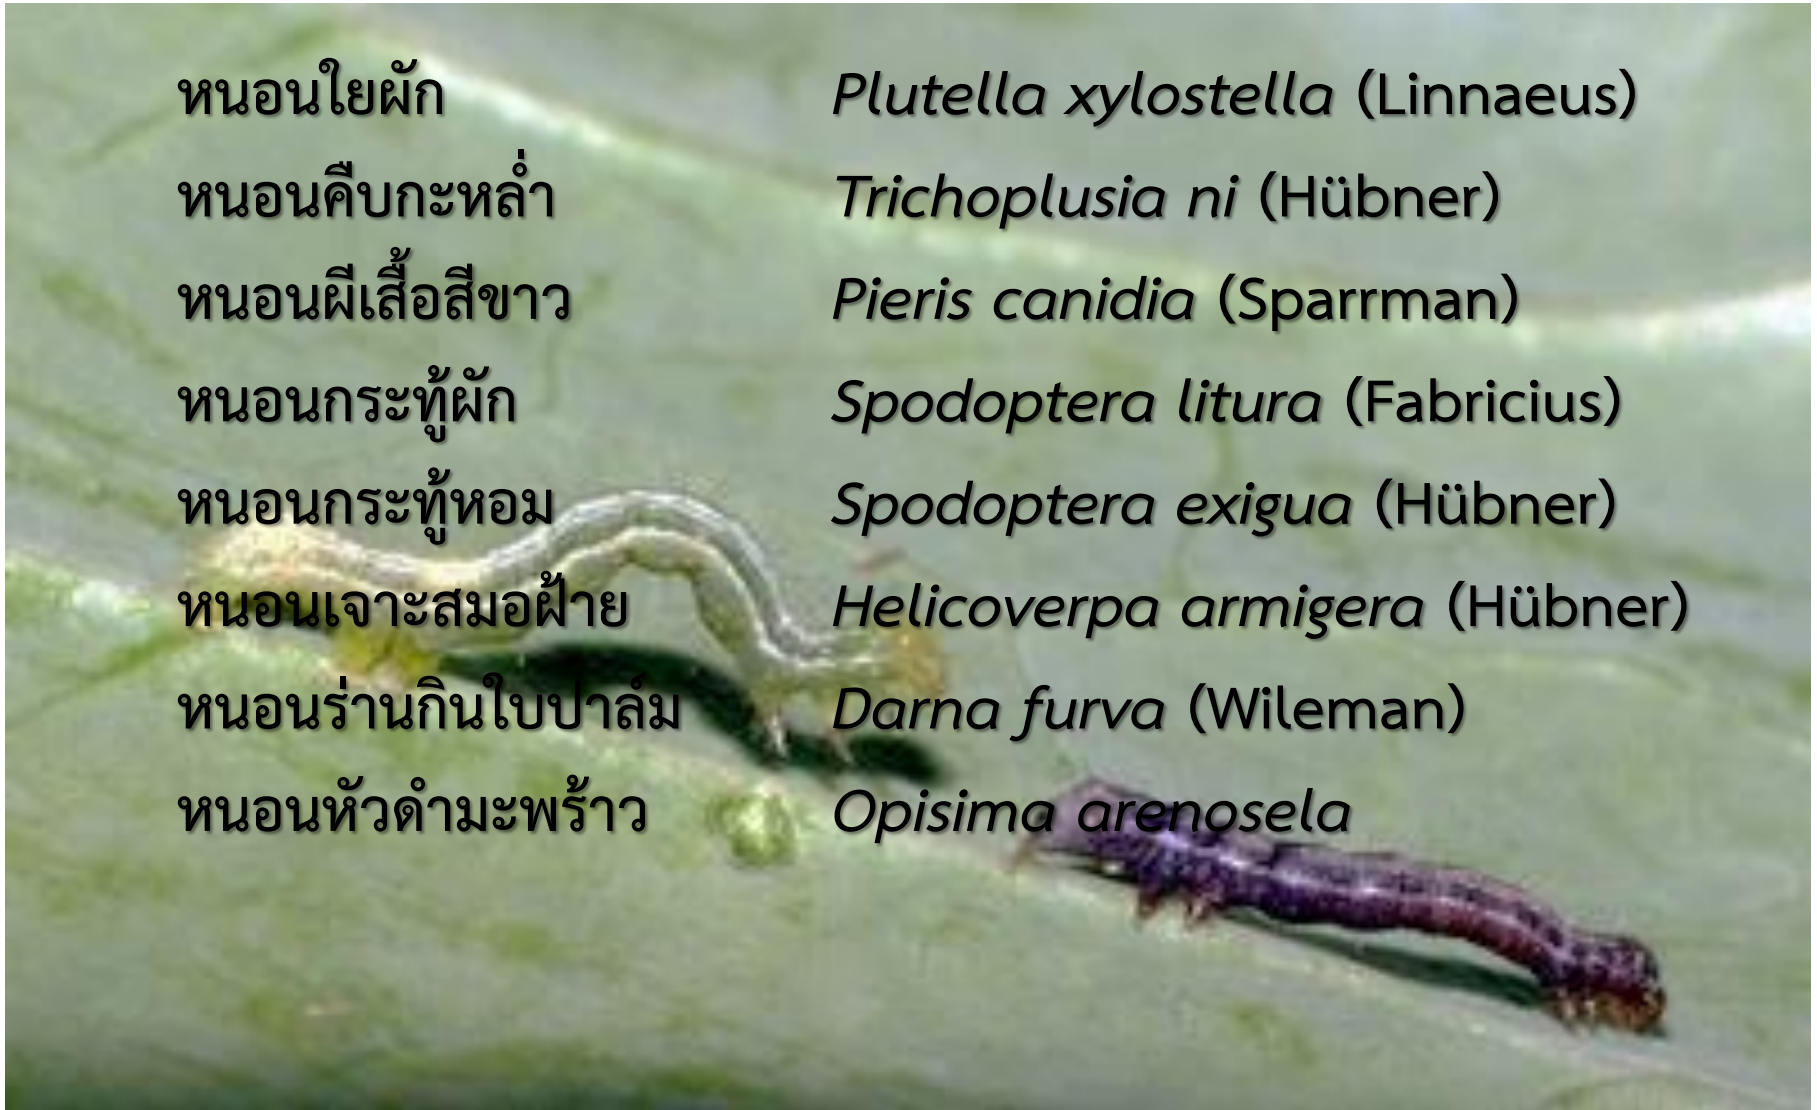 หนอนใยผัก Plutella xylostella (Linnaeus)
หนอนคืบกะหล่ำ Trichoplusia ni (Hübner)
หนอนผีเสื้อสีขาว Pieris canidia (Sparrman)
หนอนกระทู้ผัก Spodoptera litura (Fabricius)
หนอนกระทู้หอม Spodoptera exigua (Hübner)
หนอนเจาะสมอฝ้าย Helicoverpa armigera (Hübner)
หนอนร่านกินใบปาล์ม Darna furva (Wileman)
หนอนหัวดำมะพร้าว Opisima arenosela